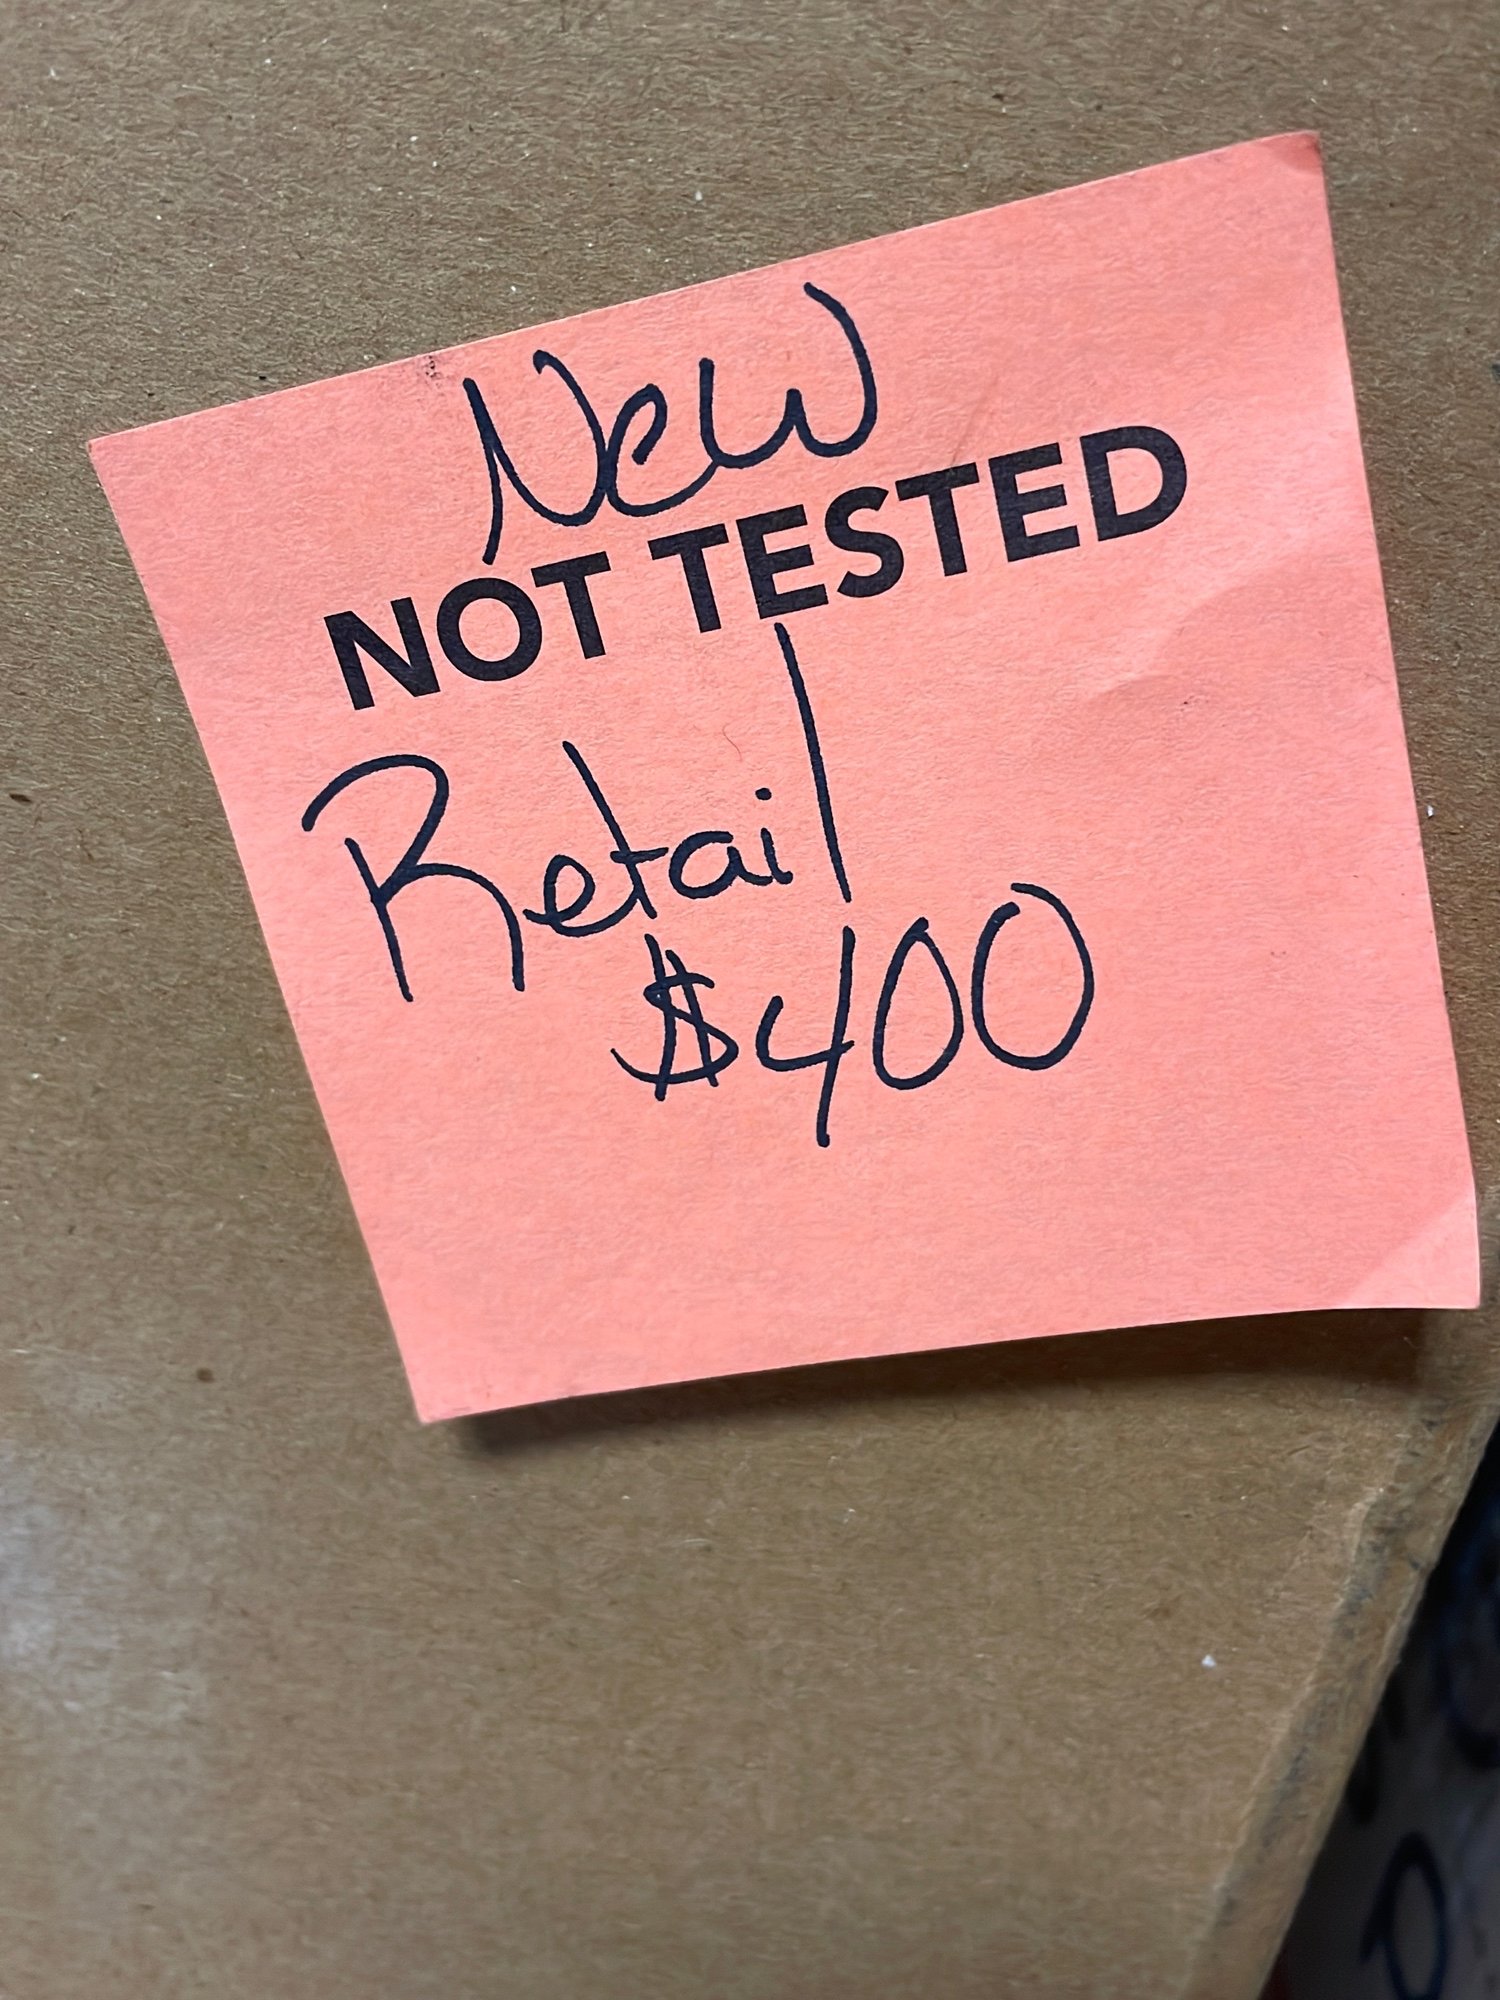 New
NOT TESTED
Retail
$400